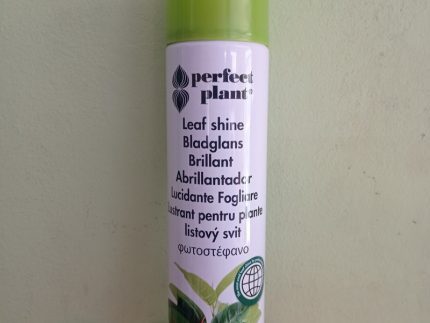 perfect
plant®
Leaf shine
Bladglans
Brillant
Abrillantador
Lucidante Fogliare
Lustrant pentru plante
listový svit
φωτοστέφανο